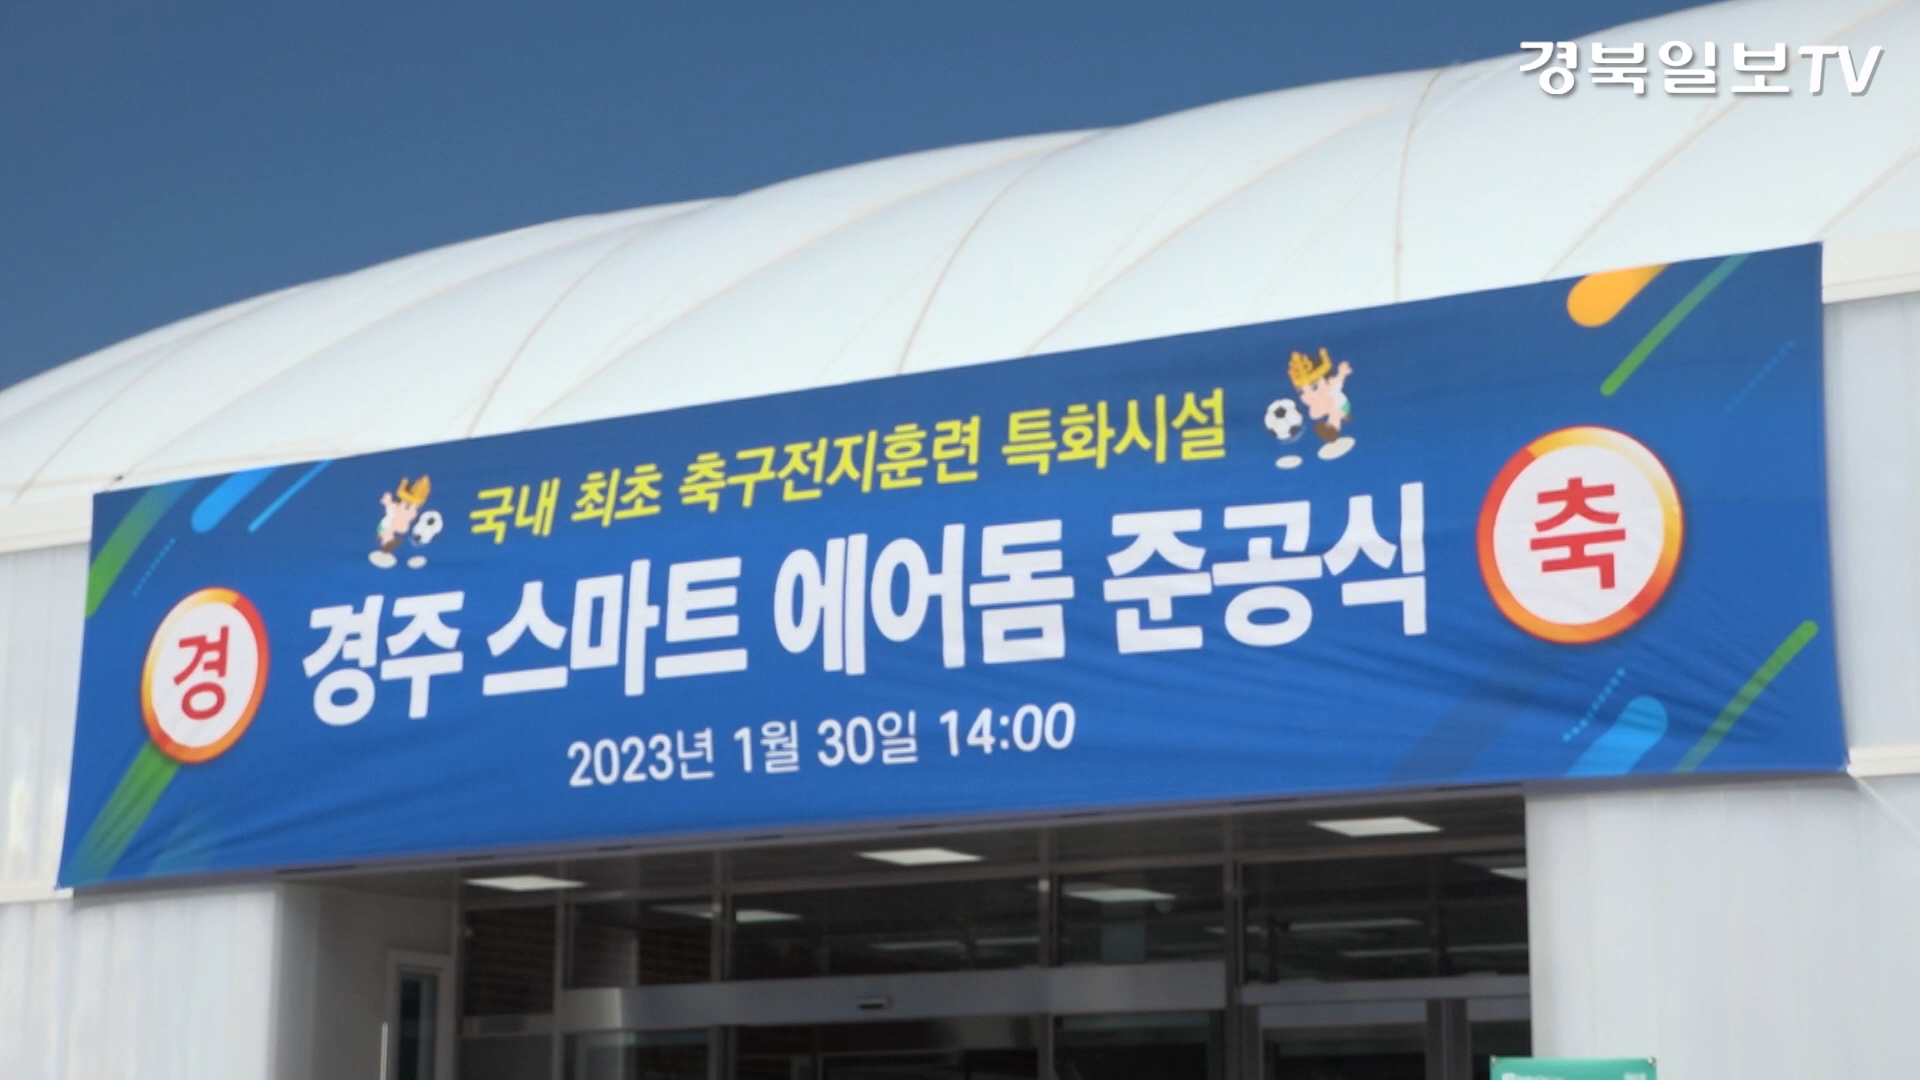 경북일보TV
국내 최초 축구전지훈련 특화시설
경 경주 스마트 에어돔 준공식 축
2023년 1월 30일 14:00